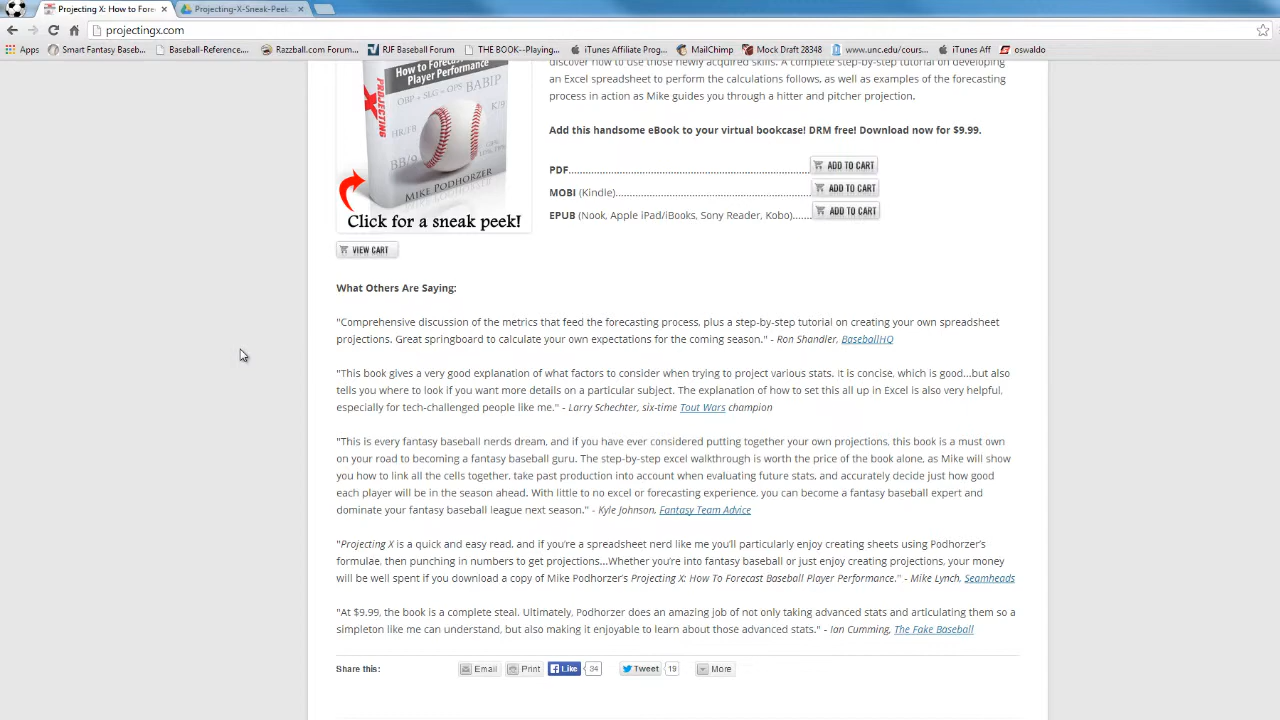 Projecting X: How to Fore
Projecting-X-Sneak-Peek.
projectingx.com
Apps
Smart Fantasy Baseb...
Baseball-Reference...
Razzball.com Forum...
RJF Baseball Forum
THE BOOK--Playing...
iTunes Affiliate Prog...
MailChimp
Mock Draft 28348
www.unc.edu/cours...
iTunes Aff
oswaldo
discover how to use those newly acquired skills. A complete step-by-step tutorial on developing
an Excel spreadsheet to perform the calculations follows, as well as examples of the forecasting
process in action as Mike guides you through a hitter and pitcher projection.
How to Forecast
Player Performance
PROJECTING
X
OBP + SLG = OPS
BABIP
K/9
HR/FB
BB/9
MIKE PODHORZER
Click for a sneak peek!
Add this handsome eBook to your virtual bookcase! DRM free! Download now for $9.99.
PDF.............................................................................. ADD TO CART
MOBI (Kindle)................................................................ ADD TO CART
EPUB (Nook, Apple iPad/iBooks, Sony Reader, Kobo)...... ADD TO CART
VIEW CART
What Others Are Saying:
"Comprehensive discussion of the metrics that feed the forecasting process, plus a step-by-step tutorial on creating your own spreadsheet
projections. Great springboard to calculate your own expectations for the coming season." - Ron Shandler, BaseballHQ
"This book gives a very good explanation of what factors to consider when trying to project various stats. It is concise, which is good...but also
tells you where to look if you want more details on a particular subject. The explanation of how to set this all up in Excel is also very helpful,
especially for tech-challenged people like me." - Larry Schechter, six-time Tout Wars champion
"This is every fantasy baseball nerds dream, and if you have ever considered putting together your own projections, this book is a must own
on your road to becoming a fantasy baseball guru. The step-by-step excel walkthrough is worth the price of the book alone, as Mike will show
you how to link all the cells together, take past production into account when evaluating future stats, and accurately decide just how good
each player will be in the season ahead. With little to no excel or forecasting experience, you can become a fantasy baseball expert and
dominate your fantasy baseball league next season." - Kyle Johnson, Fantasy Team Advice
"Projecting X is a quick and easy read, and if you're a spreadsheet nerd like me you'll particularly enjoy creating sheets using Podhorzer's
formulae, then punching in numbers to get projections...Whether you're into fantasy baseball or just enjoy creating projections, your money
will be well spent if you download a copy of Mike Podhorzer's Projecting X: How To Forecast Baseball Player Performance." - Mike Lynch, Seamheads
"At $9.99, the book is a complete steal. Ultimately, Podhorzer does an amazing job of not only taking advanced stats and articulating them so a
simpleton like me can understand, but also making it enjoyable to learn about those advanced stats." - Ian Cumming, The Fake Baseball
Share this:
Email
Print
Like
34
Tweet
19
More